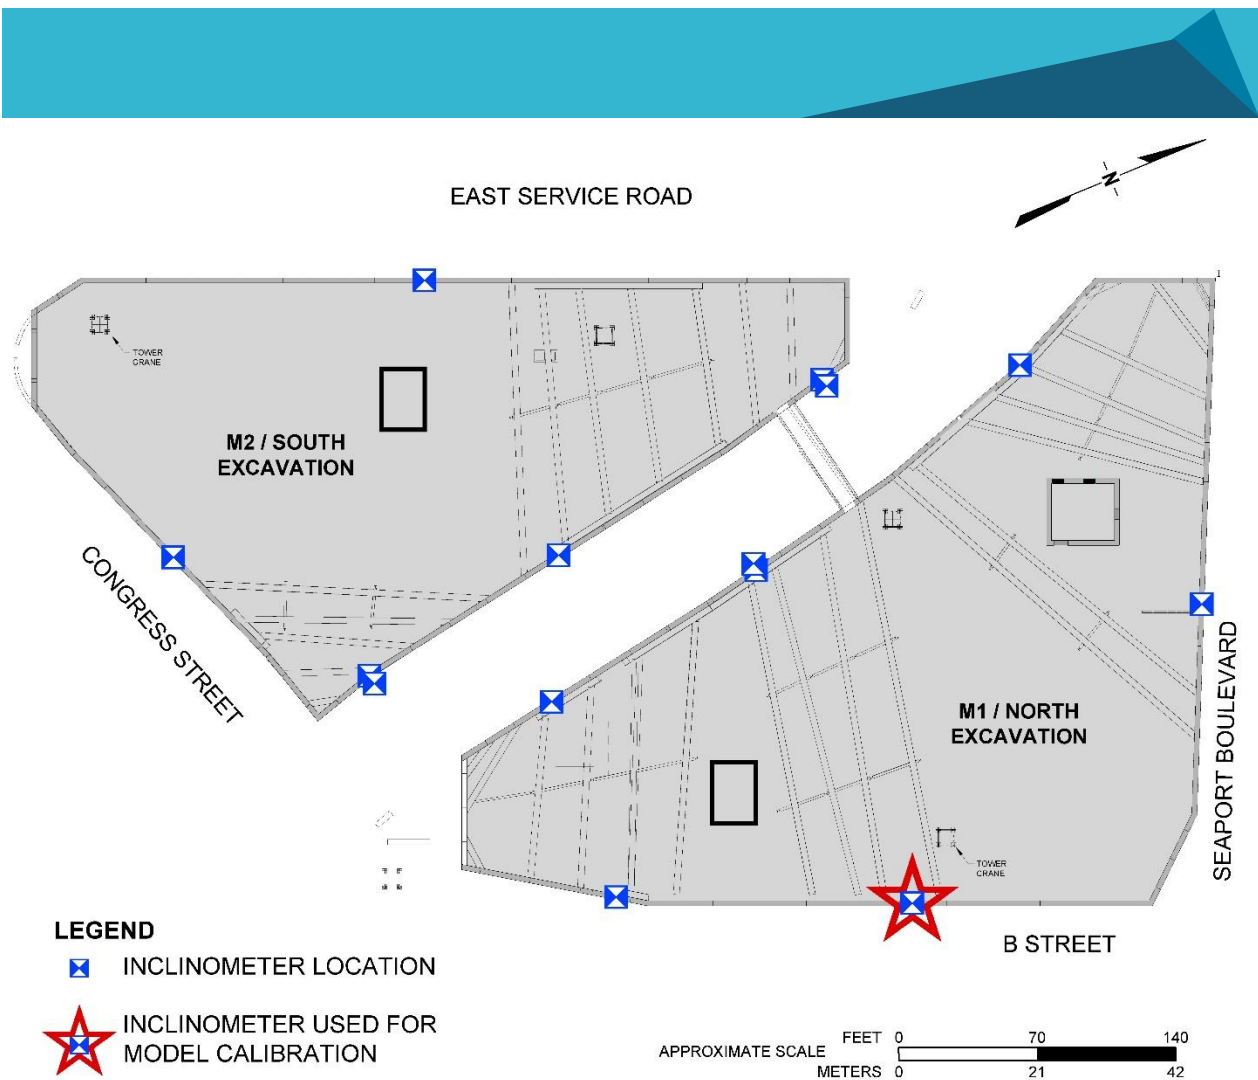 EAST SERVICE ROAD
N
TOWER
CRANE
M2 / SOUTH
EXCAVATION
CONGRESS STREET
M1 / NORTH
EXCAVATION
SEAPORT BOULEVARD
TOWER
CRANE
B STREET
LEGEND
INCLINOMETER LOCATION
INCLINOMETER USED FOR
MODEL CALIBRATION
APPROXIMATE SCALE
FEET 0 70 140
METERS 0 21 42